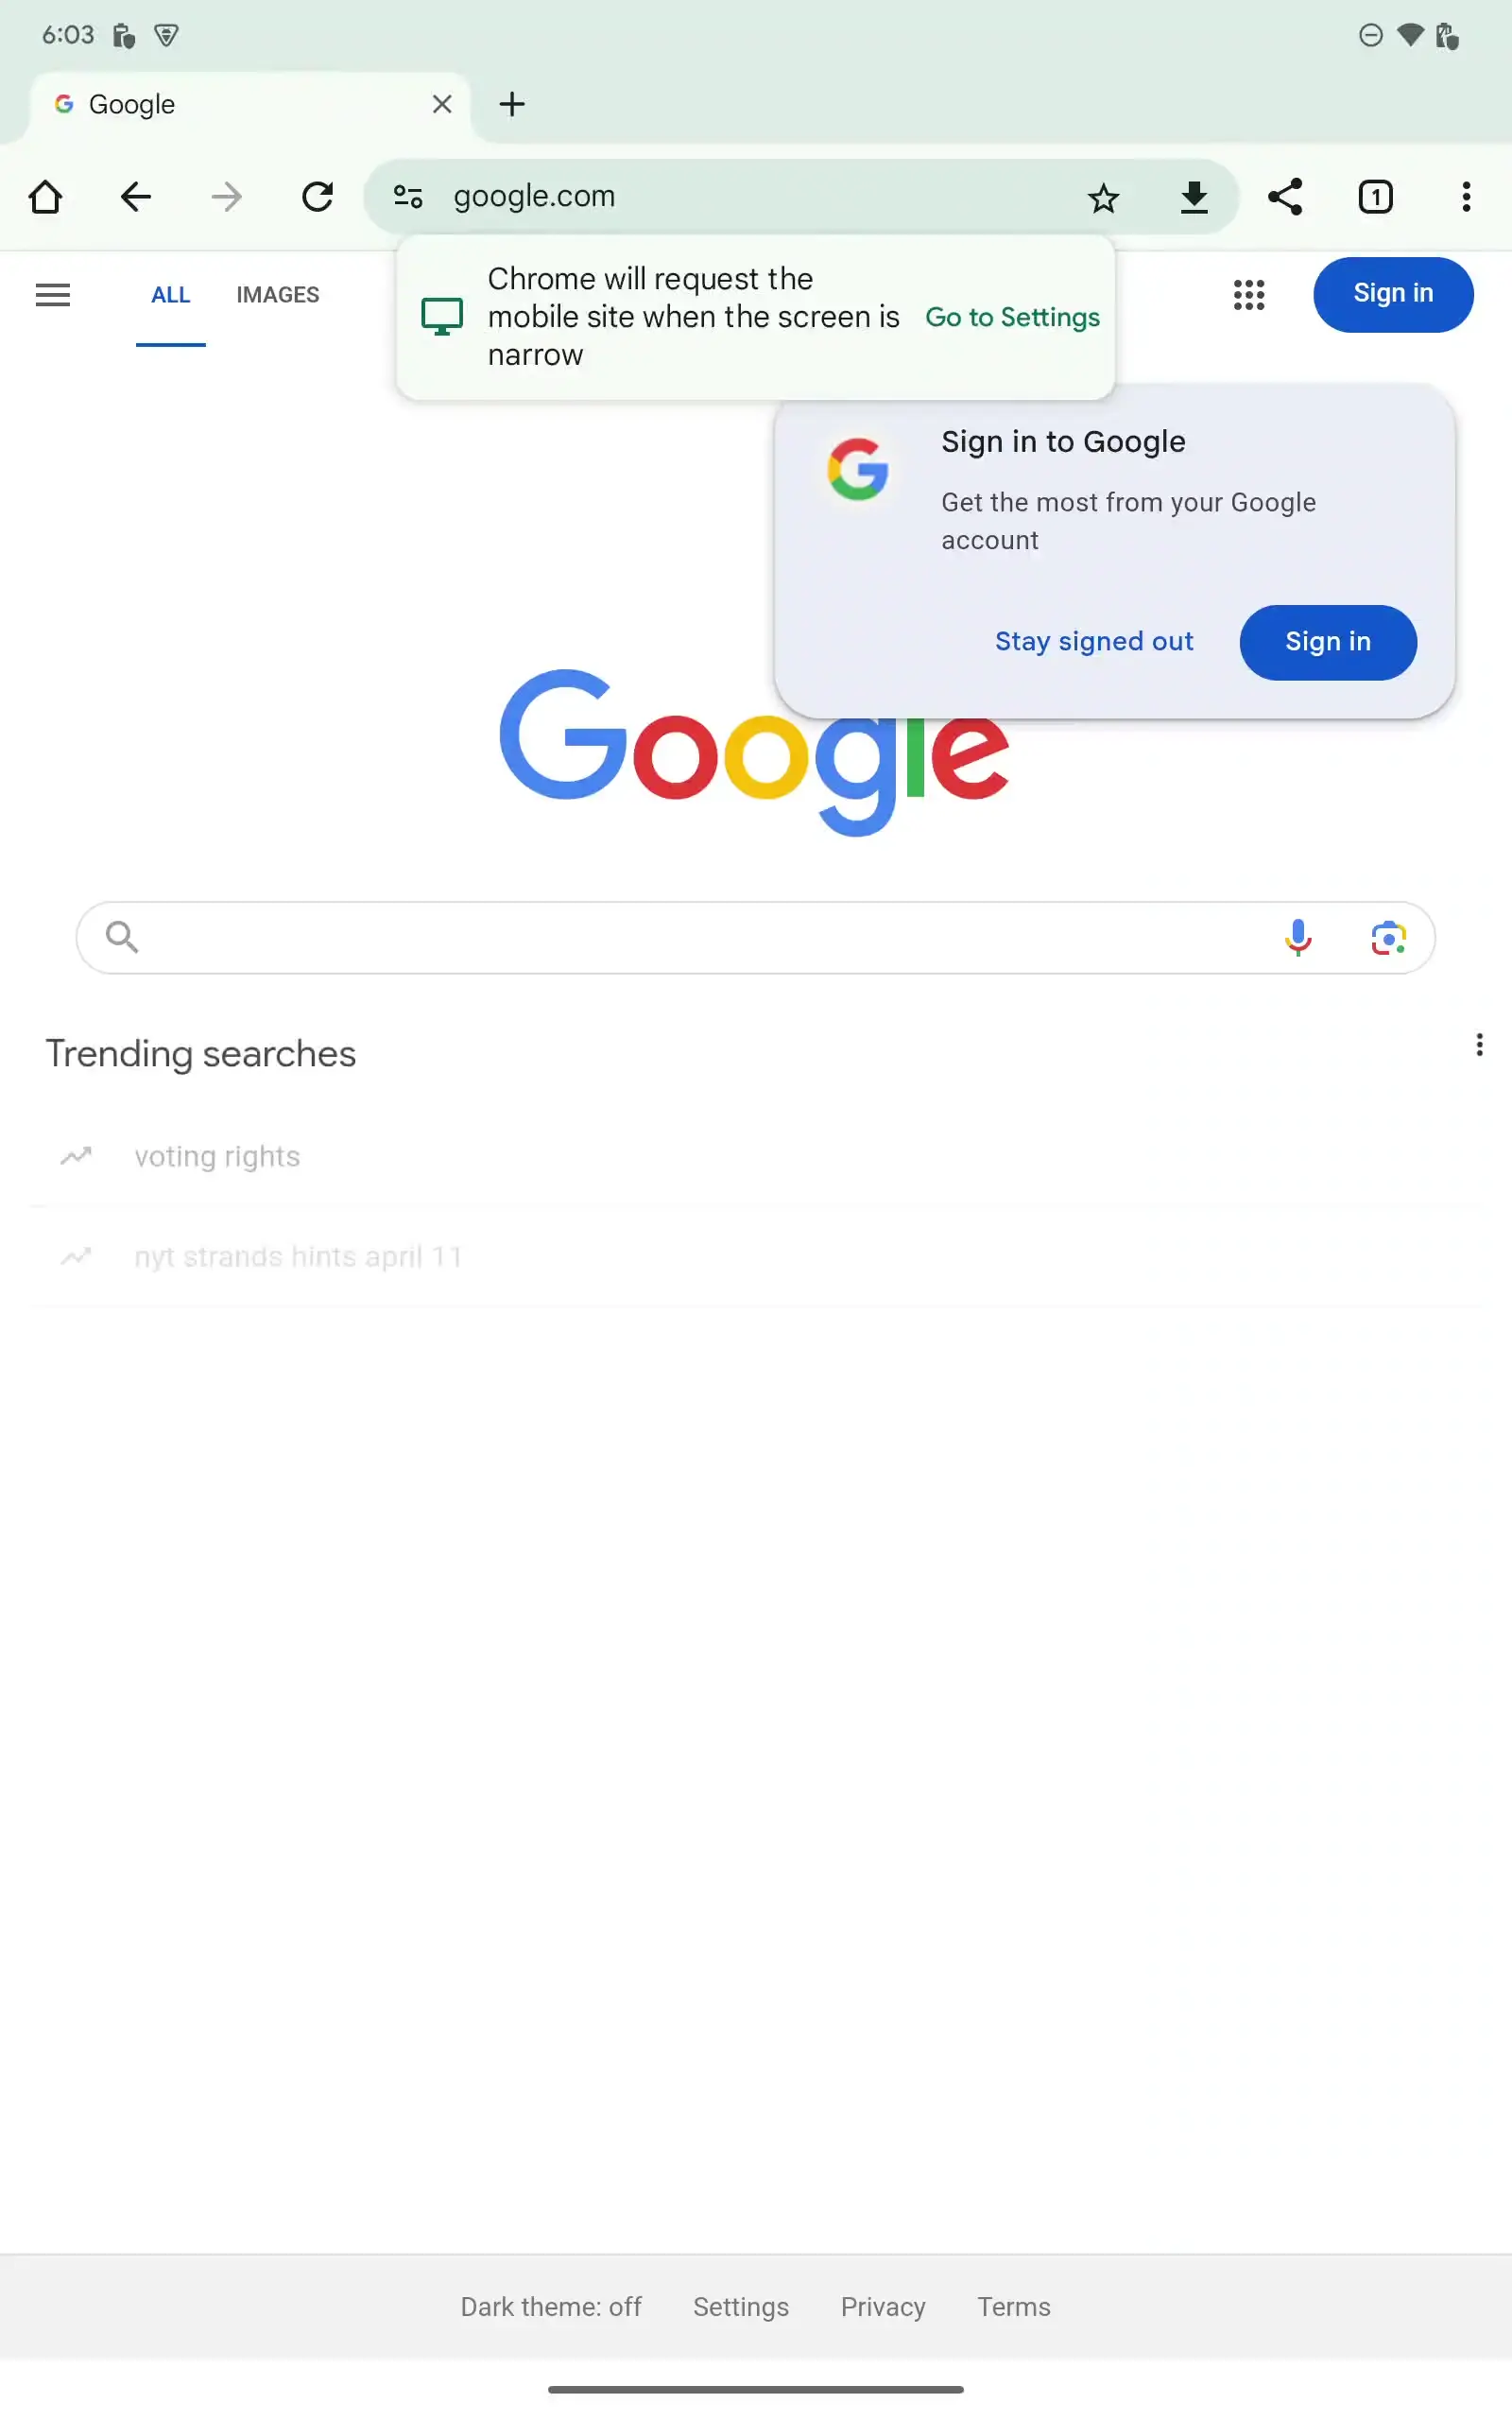 6:03
Google
google.com
1
Chrome will request the
mobile site when the screen is
narrow
Go to Settings
ALL
IMAGES
Sign in
Sign in to Google
Get the most from your Google
account
Stay signed out
Sign in
Google
Trending searches
voting rights
nyt strands hints april 11
Dark theme: off
Settings
Privacy
Terms